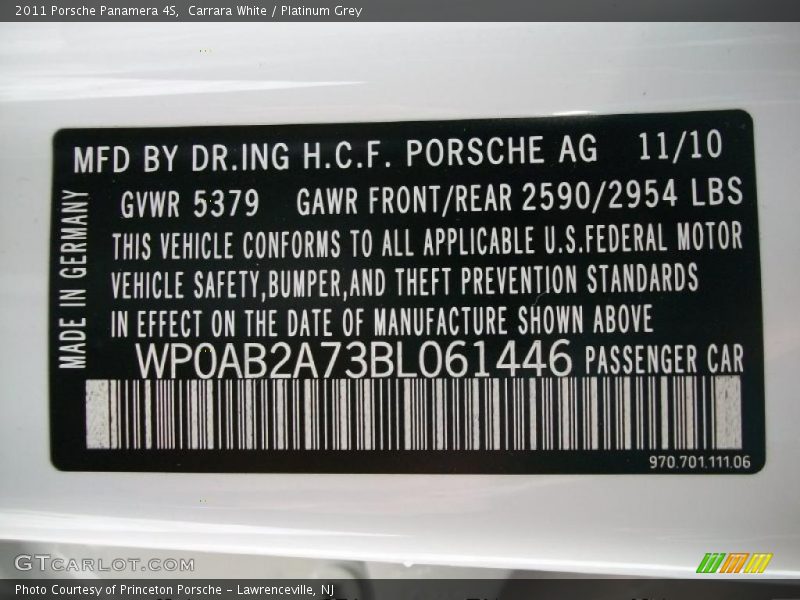 2011 Porsche Panamera 4S, Carrara White / Platinum Grey
MFD BY DR.ING H.C.F. PORSCHE AG 11/10
GVWR 5379 GAWR FRONT/REAR 2590/2954 LBS
THIS VEHICLE CONFORMS TO ALL APPLICABLE U.S.FEDERAL MOTOR
VEHICLE SAFETY,BUMPER,AND THEFT PREVENTION STANDARDS
IN EFFECT ON THE DATE OF MANUFACTURE SHOWN ABOVE
MADE IN GERMANY
WP0AB2A73BL061446 PASSENGER CAR
970.701.111.06
GTCARLOT.COM
Photo Courtesy of Princeton Porsche - Lawrenceville, NJ